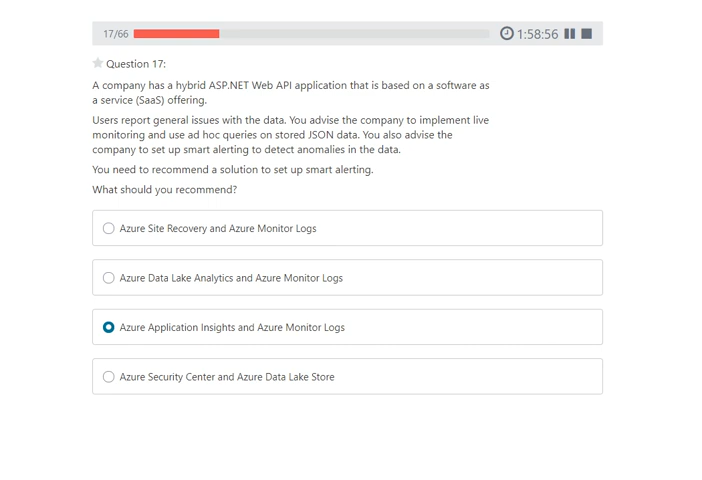 17/66
1:58:56
Question 17:
A company has a hybrid ASP.NET Web API application that is based on a software as
a service (SaaS) offering.
Users report general issues with the data. You advise the company to implement live
monitoring and use ad hoc queries on stored JSON data. You also advise the
company to set up smart alerting to detect anomalies in the data.
You need to recommend a solution to set up smart alerting.
What should you recommend?
Azure Site Recovery and Azure Monitor Logs
Azure Data Lake Analytics and Azure Monitor Logs
Azure Application Insights and Azure Monitor Logs
Azure Security Center and Azure Data Lake Store